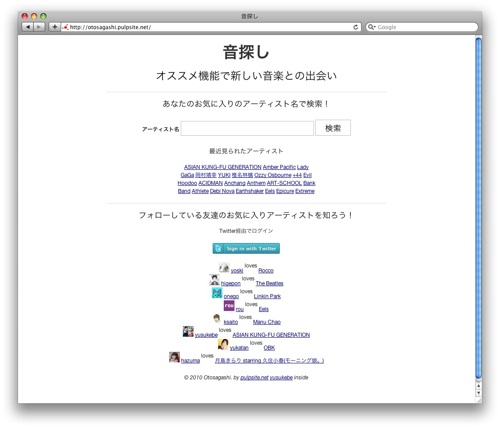 音探し
http://otosagashi.pulpsite.net/
Google
音探し
オススメ機能で新しい音楽との出会い
あなたのお気に入りのアーティスト名で検索！
アーティスト名 検索
最近見られたアーティスト
ASIAN KUNG-FU GENERATION Amber Pacific Lady
GaGa 岡村靖幸 YUKI 椎名林檎 Ozzy Osbourne +44 Evil
Hoodoo ACIDMAN Anchang Anthem ART-SCHOOL Bank
Band Athlete Debi Nova Earthshaker Eels Epicure Extreme
フォローしている友達のお気に入りアーティストを知ろう！
Twitter経由でログイン
Sign in with Twitter
yoski loves Rocco
higepon loves The Beatles
onego loves Linkin Park
rou rou loves Eels
ksaito loves Manu Chao
yusukebe loves ASIAN KUNG-FU GENERATION
yukatan loves OBK
hazuma loves 月島きらり starring 久住小春(モーニング娘。)
© 2010 Otosagashi. by pulpsite.net yusukebe inside